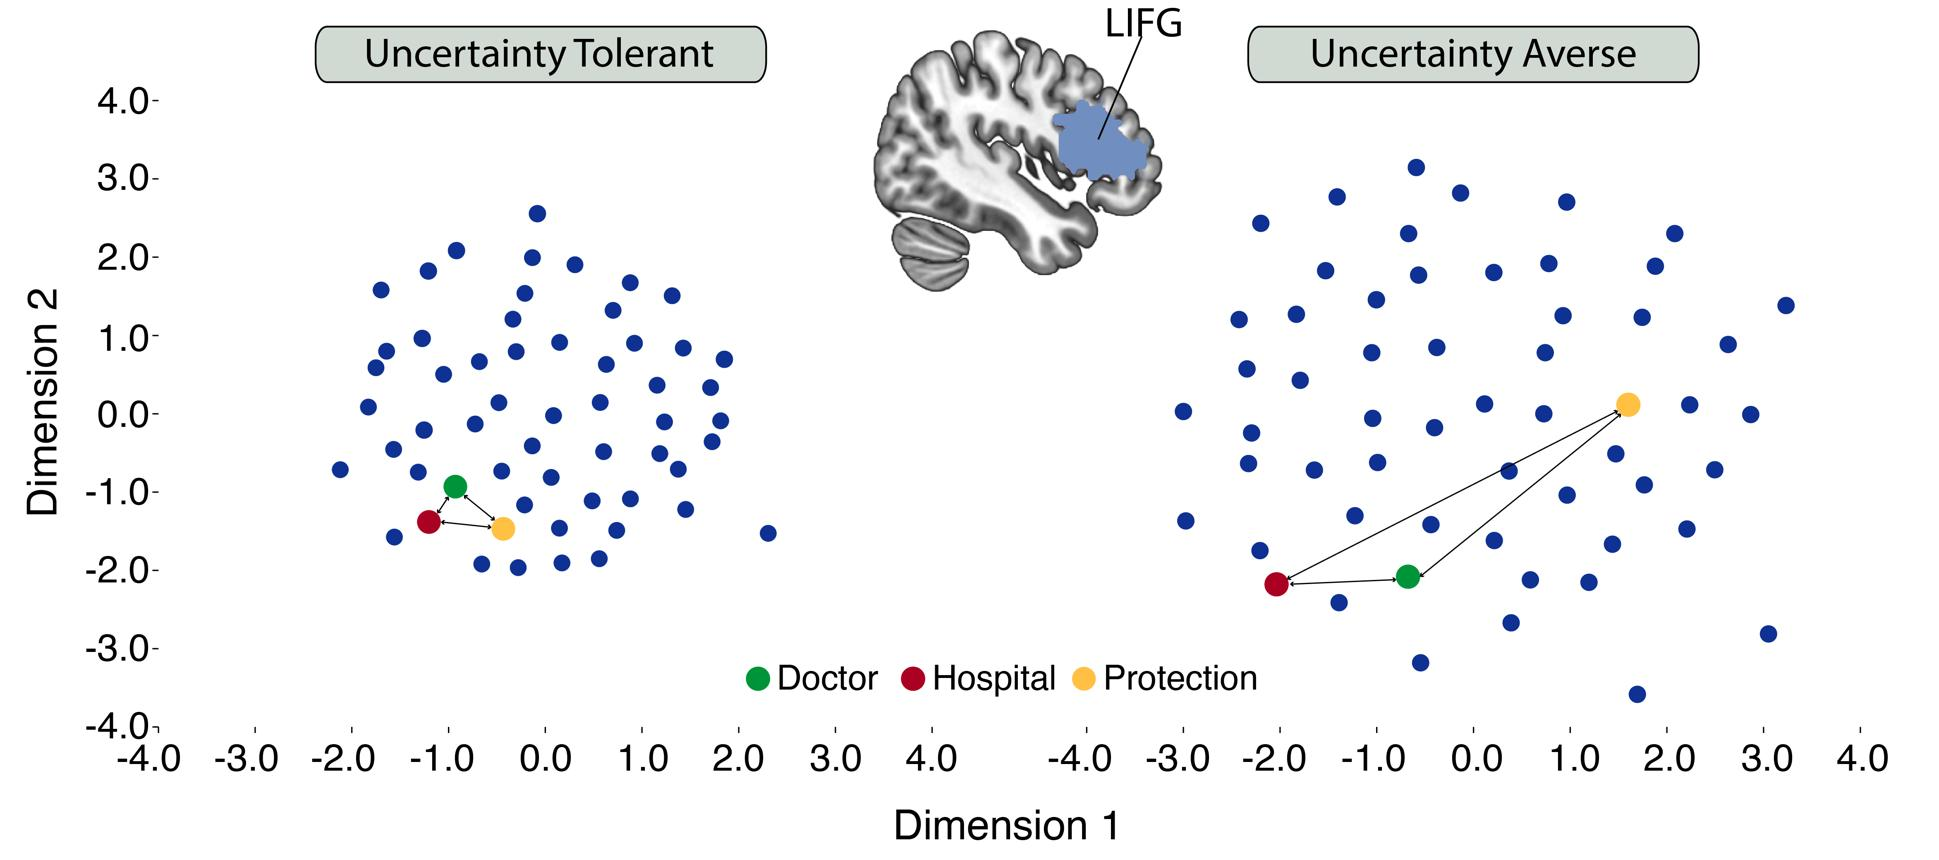 LIFG
Uncertainty Tolerant
Uncertainty Averse
4.0
3.0
2.0
1.0
0.0
-1.0
-2.0
-3.0
-4.0
Dimension 2
Doctor Hospital Protection
-4.0 -3.0 -2.0 -1.0 0.0 1.0 2.0 3.0 4.0
-4.0 -3.0 -2.0 -1.0 0.0 1.0 2.0 3.0 4.0
Dimension 1